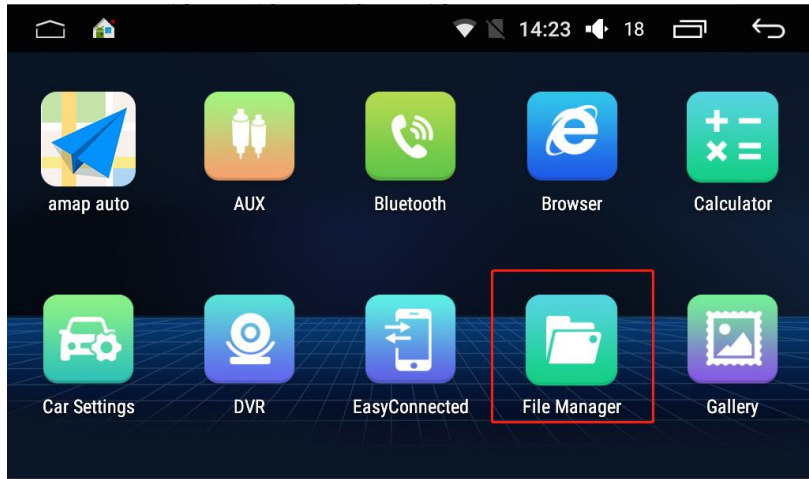 14:23 18
amap auto AUX Bluetooth Browser Calculator
Car Settings DVR EasyConnected File Manager Gallery